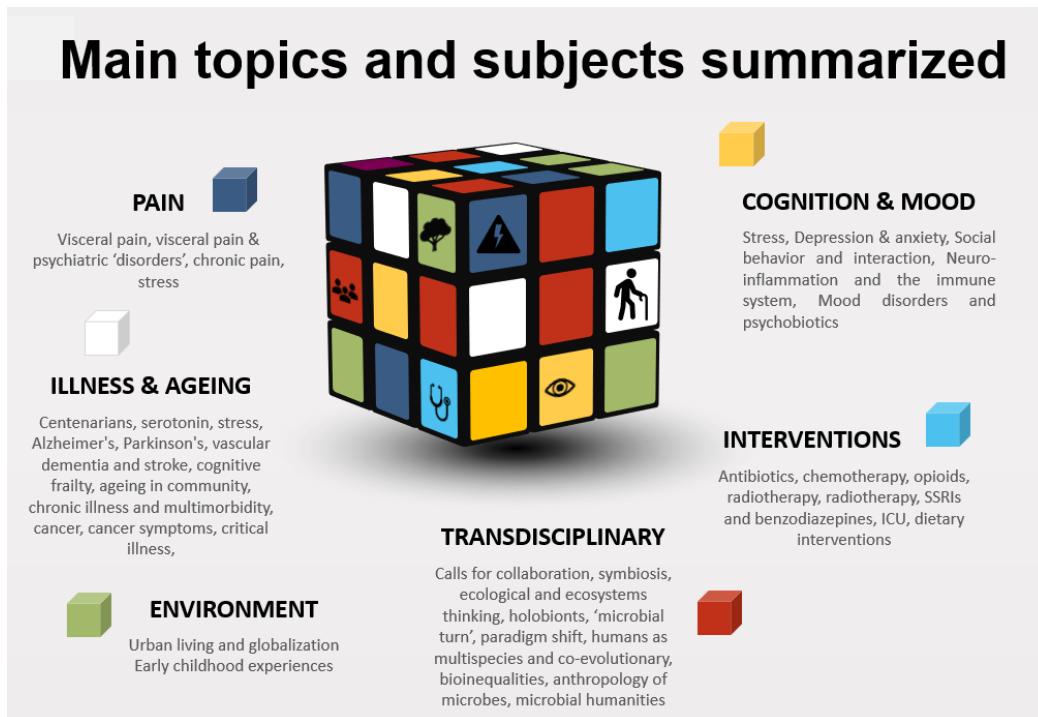 Main topics and subjects summarized
PAIN
Visceral pain, visceral pain &
psychiatric ‘disorders’, chronic pain,
stress
ILLNESS & AGEING
Centenarians, serotonin, stress,
Alzheimer's, Parkinson's, vascular
dementia and stroke, cognitive
frailty, ageing in community,
chronic illness and multimorbidity,
cancer, cancer symptoms, critical
illness,
ENVIRONMENT
Urban living and globalization
Early childhood experiences
TRANSDISCIPLINARY
Calls for collaboration, symbiosis,
ecological and ecosystems
thinking, holobionts, ‘microbial
turn’, paradigm shift, humans as
multispecies and co-evolutionary,
bioinequalities, anthropology of
microbes, microbial humanities
COGNITION & MOOD
Stress, Depression & anxiety, Social
behavior and interaction, Neuro-
inflammation and the immune
system, Mood disorders and
psychobiotics
INTERVENTIONS
Antibiotics, chemotherapy, opioids,
radiotherapy, radiotherapy, SSRIs
and benzodiazepines, ICU, dietary
interventions